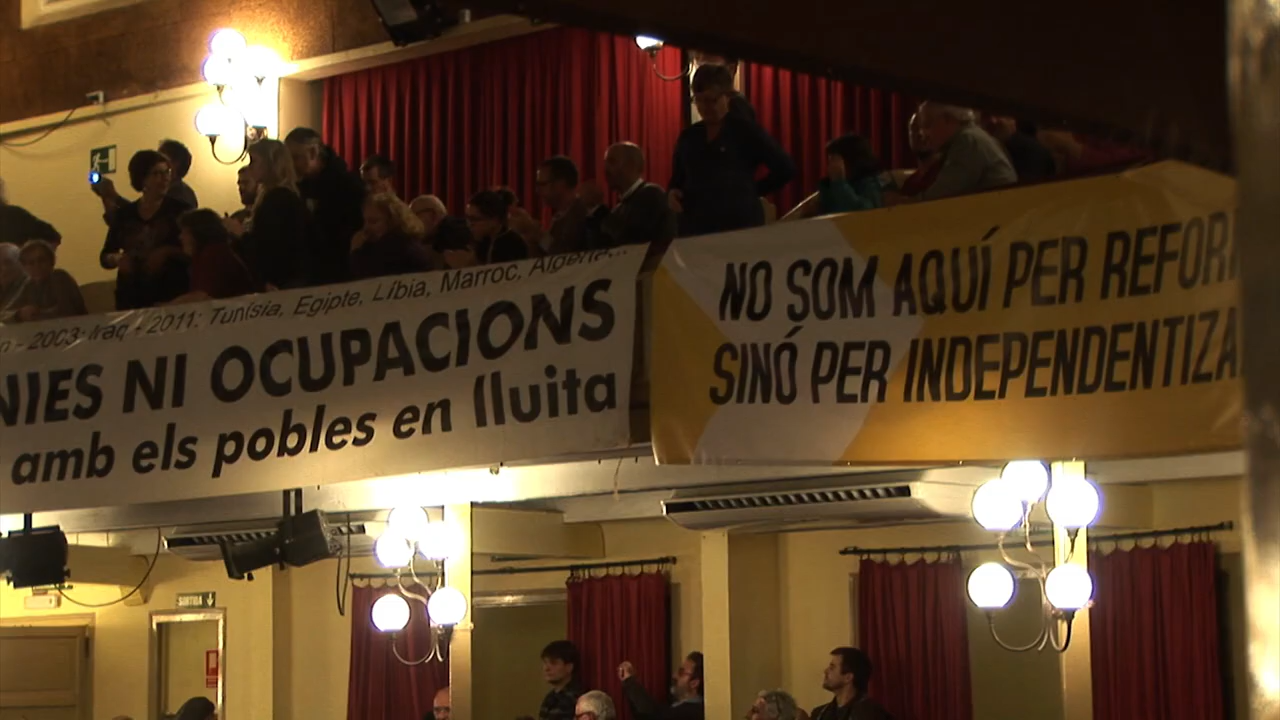 - 2003: Iraq - 2011: Tunísia, Egipte, Líbia, Marroc, Algèria...
NIES NI OCUPACIONS
amb els pobles en lluita
NO SOM AQUÍ PER REFOR
SINÓ PER INDEPENDENTIZA
SORTIDA